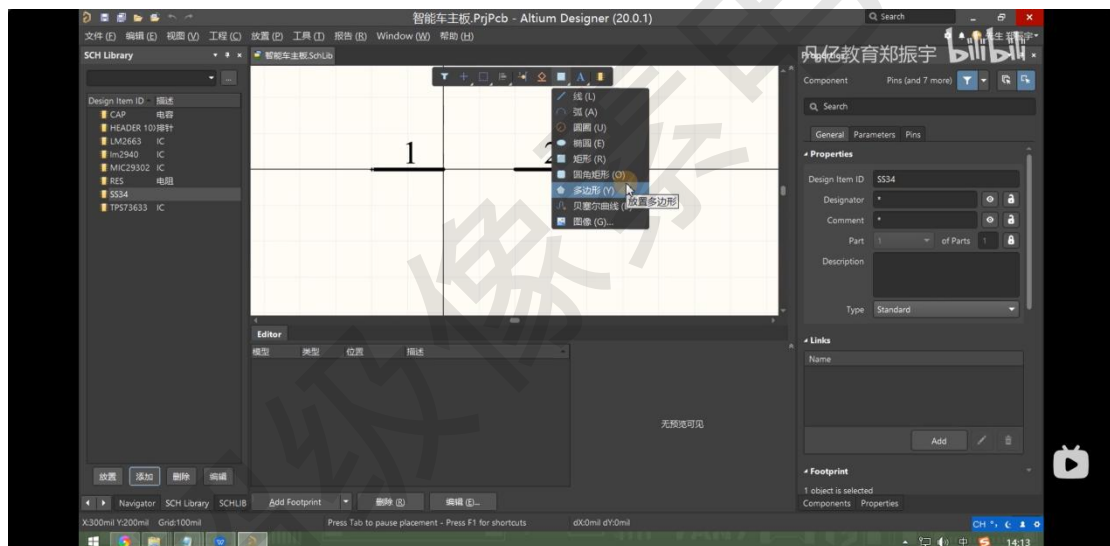 智能车主板.PrjPcb - Altium Designer (20.0.1)
Search
文件 (F) 编辑 (E) 视图 (V) 工程 (C) 放置 (P) 工具 (T) 报告 (R) Window (W) 帮助 (H)
凡亿教育郑振宇 bilibili
SCH Library
智能车主板.SchLib
Component
Pins (and 7 more)
Design Item ID
描述
CAP 电容
HEADER 10X 排针
LM2663 IC
lm2940 IC
MIC29302 IC
RES 电阻
SS34
TPS73633 IC
1
2
线 (L)
弧 (A)
圆圈 (U)
椭圆 (E)
矩形 (R)
圆角矩形 (O)
多边形 (Y)
放置多边形
贝塞尔曲线
图像 (G)...
Search
General Parameters Pins
Properties
Design Item ID SS34
Designator *
Comment *
Part 1 of Parts 1
Description
Type Standard
Links
Name
Add
Footprint
1 object is selected
Components Properties
Editor
模型 类型 位置 描述
无预览可见
放置 添加 删除 编辑
Navigator SCH Library SCHLIB
Add Footprint 删除 (R) 编辑 (E)...
X:300mil Y:200mil Grid:100mil
Press Tab to pause placement - Press F1 for shortcuts
dX:0mil dY:0mil
CH
中
14:13